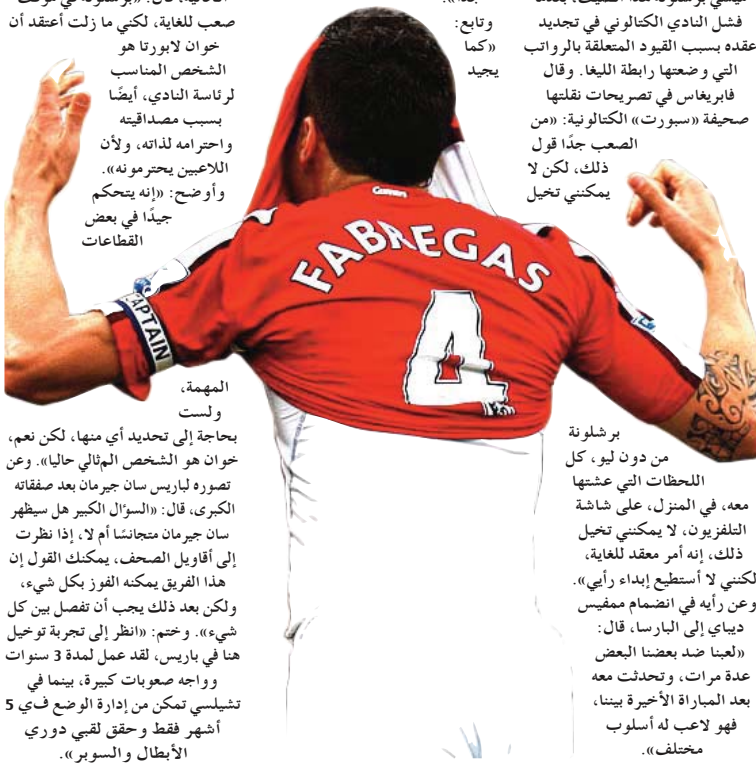 ميسي برشلونة هذا الصيف، بعدما
فشل النادي الكتالوني في تجديد
عقده بسبب القيود المتعلقة بالرواتب
التي وضعتها رابطة الليغا. وقال
فابريغاس في تصريحات نقلتها
صحيفة «سبورت» الكتالونية: «من
الصعب جدًا قول
ذلك، لكن لا
يمكنني تخيل
برشلونة
من دون ليو، كل
اللحظات التي عشتها
معه، في المنزل، على شاشة
التلفزيون، لا يمكنني تخيل
ذلك، إنه أمر معقد للغاية،
لكنني لا أستطيع إبداء رأيي».
وعن رأيه في انضمام ممفيس
ديباي إلى البارسا، قال:
«لعبنا ضد بعضنا البعض
عدة مرات، وتحدثت معه
بعد المباراة الأخيرة بيننا،
فهو لاعب له أسلوب
مختلف».
جدًا».
وتابع:
«كما
يجيد
قال: «برشلونة في موقف
صعب للغاية، لكني ما زلت أعتقد أن
خوان لابورتا هو
الشخص المناسب
لرئاسة النادي، أيضًا
بسبب مصداقيته
واحترامه لذاته، ولأن
اللاعبين يحترمونه».
وأوضح: «إنه يتحكم
جيدًا في بعض
القطاعات
المهمة،
ولست
بحاجة إلى تحديد أي منها، لكن نعم،
خوان هو الشخص المثالي حاليا». وعن
تصوره لباريس سان جيرمان بعد صفقاته
الكبرى، قال: «السؤال الكبير هل سيظهر
سان جيرمان متجانسًا أم لا، إذا نظرت
إلى أقاويل الصحف، يمكنك القول إن
هذا الفريق يمكنه الفوز بكل شيء،
ولكن بعد ذلك يجب أن تفصل بين كل
شيء». وختم: «انظر إلى تجربة توخيل
هنا في باريس، لقد عمل لمدة 3 سنوات
وواجه صعوبات كبيرة، بينما في
تشيلسي تمكن من إدارة الوضع في 5
أشهر فقط وحقق لقبي دوري
الأبطال والسوبر».
FABREGAS
4
CAPTAIN